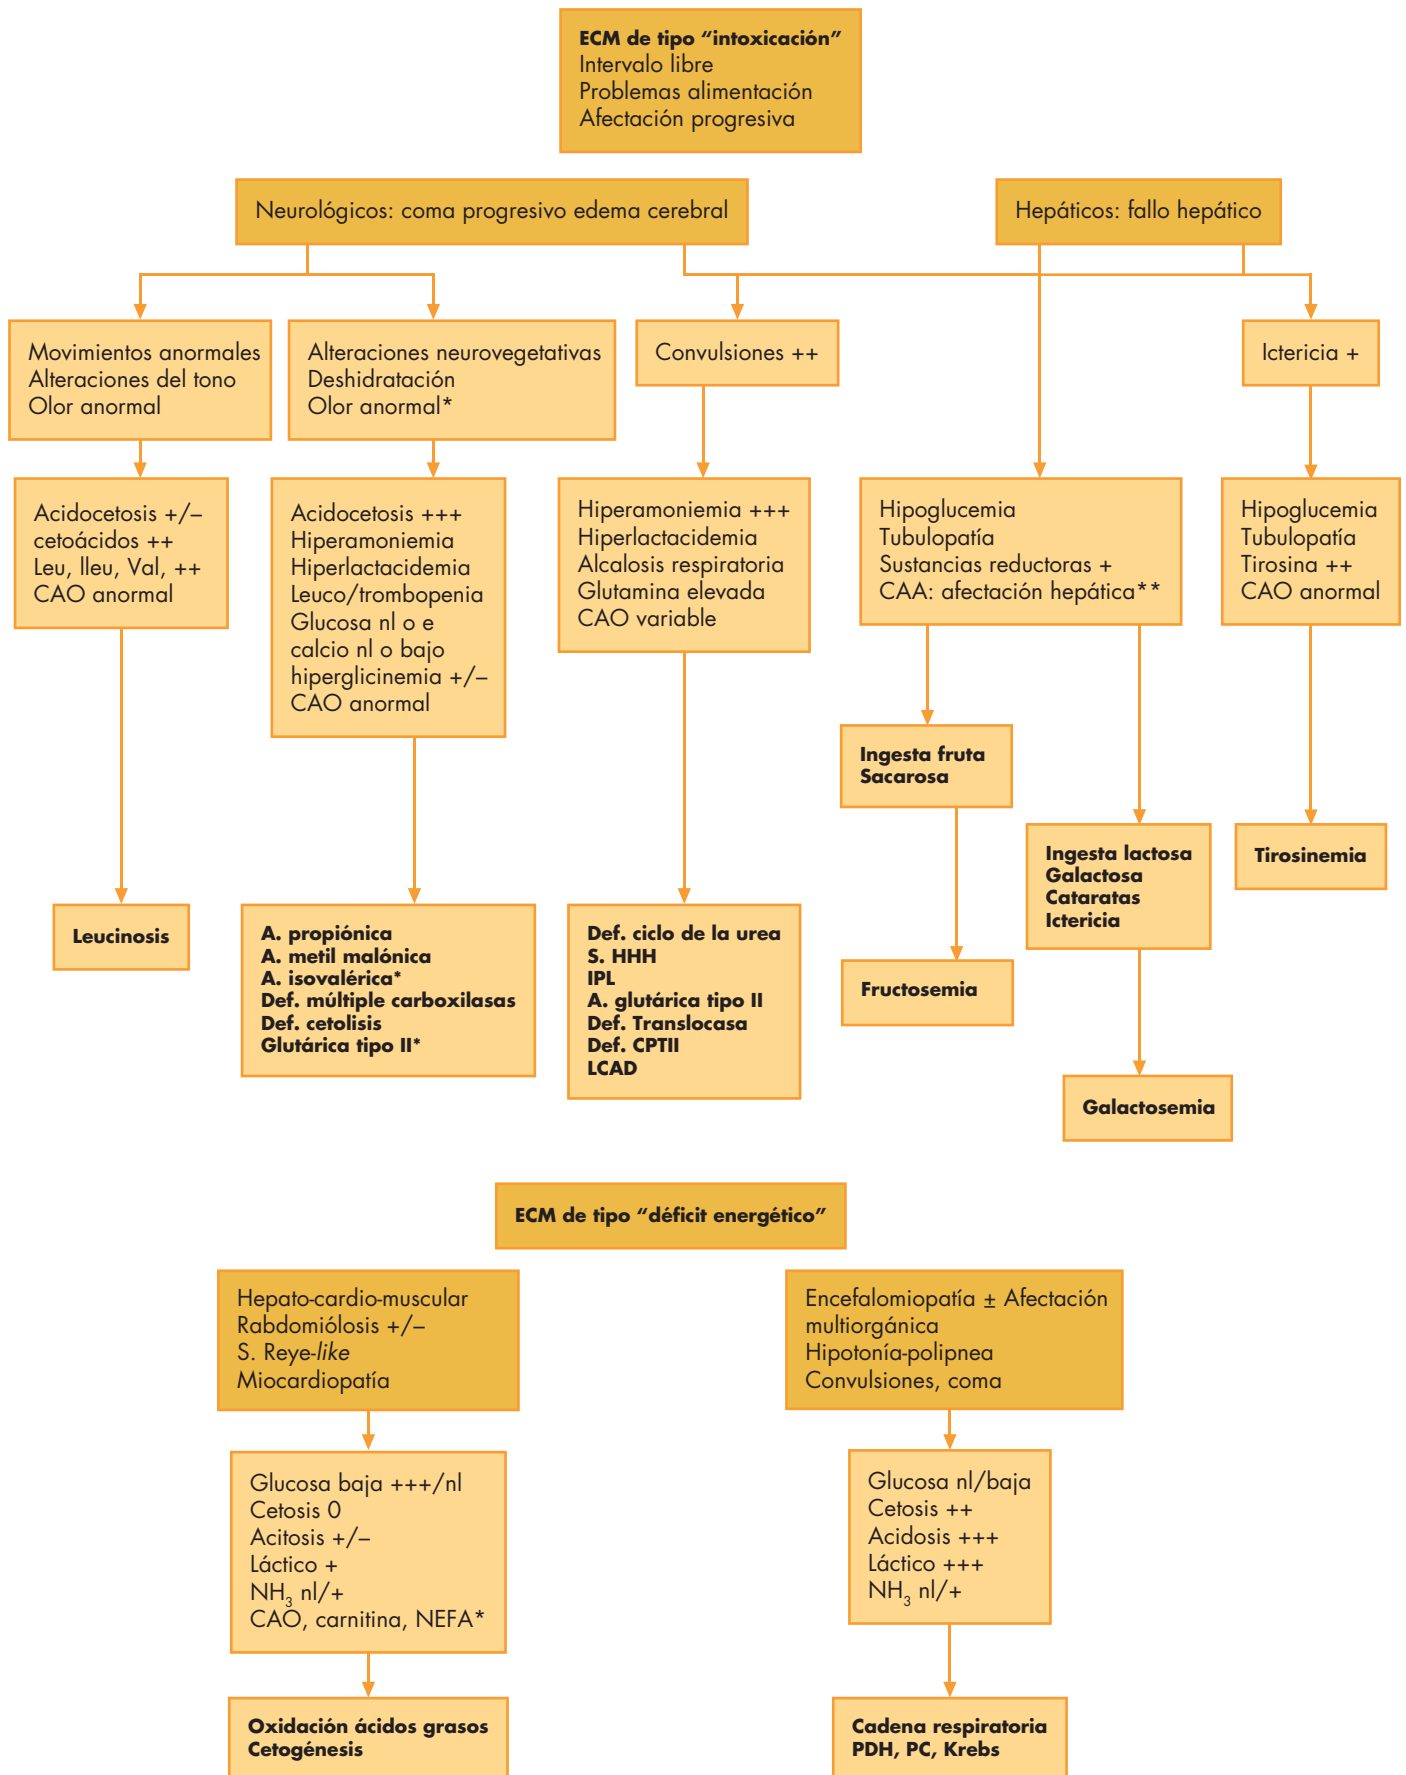 ECM de tipo “intoxicación”
Intervalo libre
Problemas alimentación
Afectación progresiva
Neurológicos: coma progresivo edema cerebral
Hepáticos: fallo hepático
Movimientos anormales
Alteraciones del tono
Olor anormal
Alteraciones neurovegetativas
Deshidratación
Olor anormal*
Convulsiones ++
Ictericia +
Acidocetosis +/–
cetoácidos ++
Leu, lleu, Val, ++
CAO anormal
Acidocetosis +++
Hiperamoniemia
Hiperlactacidemia
Leuco/trombopenia
Glucosa nl o e
calcio nl o bajo
hiperglicinemia +/–
CAO anormal
Hiperamoniemia +++
Hiperlactacidemia
Alcalosis respiratoria
Glutamina elevada
CAO variable
Hipoglucemia
Tubulopatía
Sustancias reductoras +
CAA: afectación hepática**
Hipoglucemia
Tubulopatía
Tirosina ++
CAO anormal
Ingesta fruta
Sacarosa
Ingesta lactosa
Galactosa
Cataratas
Ictericia
Tirosinemia
Leucinosis
A. propiónica
A. metil malónica
A. isovalérica*
Def. múltiple carboxilasas
Def. cetolisis
Glutárica tipo II*
Def. ciclo de la urea
S. HHH
IPL
A. glutárica tipo II
Def. Translocasa
Def. CPTII
LCAD
Fructosemia
Galactosemia
ECM de tipo “déficit energético”
Hepato-cardio-muscular
Rabdomiólosis +/–
S. Reye-like
Miocardiopatía
Encefalomiopatía ± Afectación
multiorgánica
Hipotonía-polipnea
Convulsiones, coma
Glucosa baja +++/nl
Cetosis 0
Acitosis +/–
Láctico +
NH₃ nl/+
CAO, carnitina, NEFA*
Glucosa nl/baja
Cetosis ++
Acidosis +++
Láctico +++
NH₃ nl/+
Oxidación ácidos grasos
Cetogénesis
Cadena respiratoria
PDH, PC, Krebs